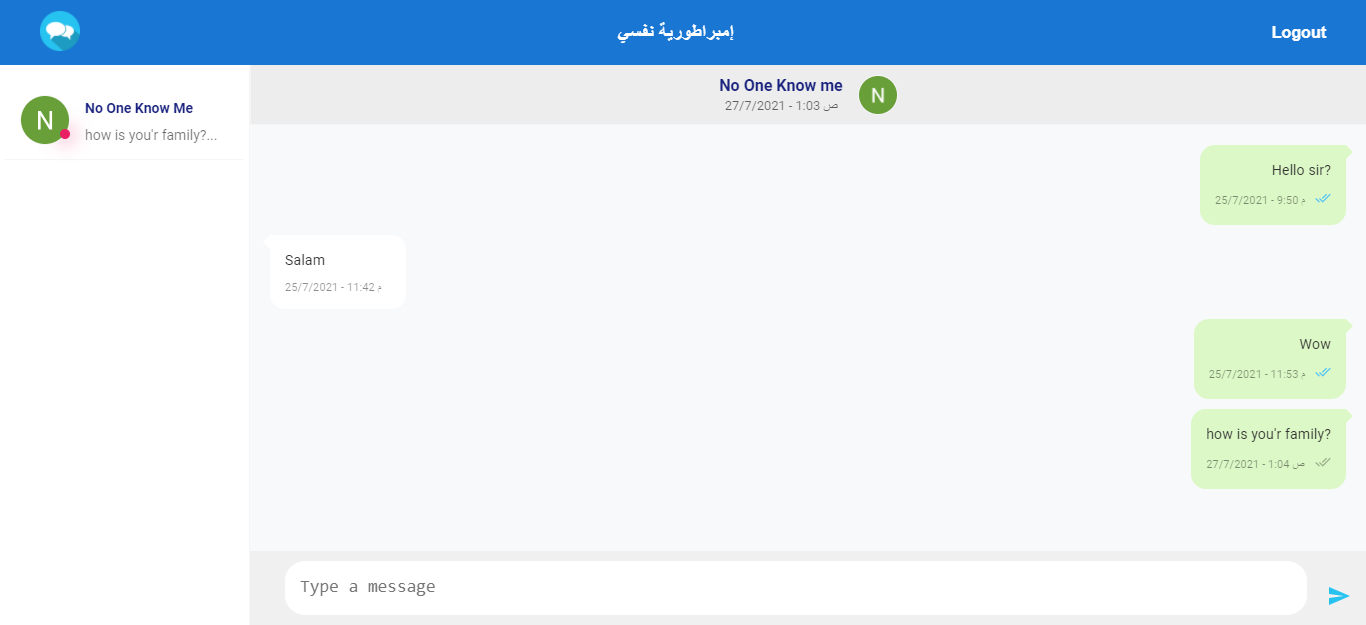 إمبراطورية نفسي
Logout
N
No One Know Me
how is you'r family?...
No One Know me
27/7/2021 - 1:03 ص
N
Hello sir?
25/7/2021 - 9:50 م
Salam
25/7/2021 - 11:42 م
Wow
25/7/2021 - 11:53 م
how is you'r family?
27/7/2021 - 1:04 ص
Type a message